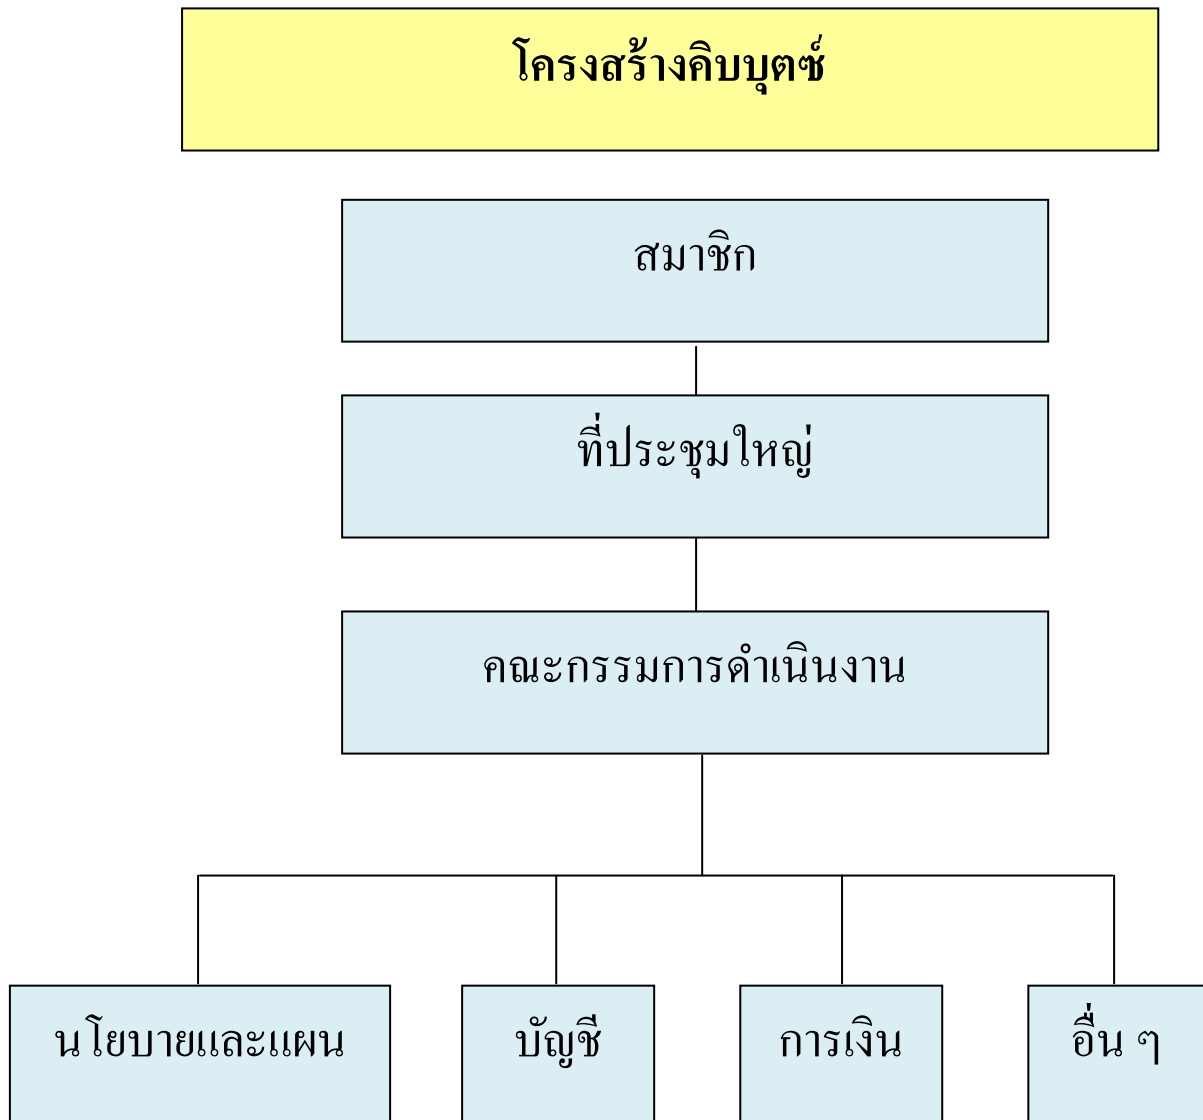 โครงสร้างคิบบุตซ์
สมาชิก
ที่ประชุมใหญ่
คณะกรรมการดำเนินงาน
นโยบายและแผน
บัญชี
การเงิน
อื่น ๆ